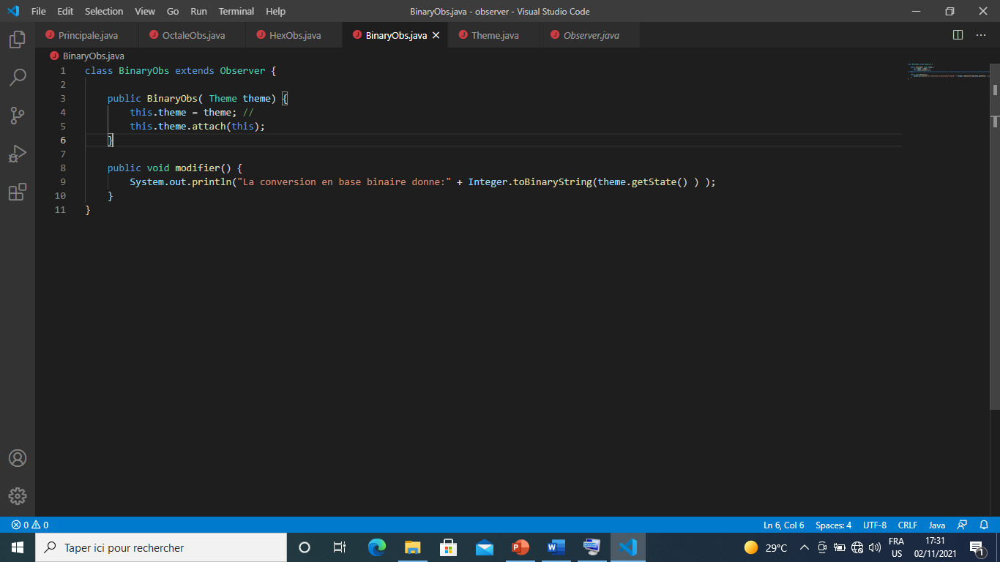 File Edit Selection View Go Run Terminal Help BinaryObs.java - observer - Visual Studio Code
Principale.java OctaleObs.java HexObs.java BinaryObs.java Theme.java Observer.java
BinaryObs.java
1 class BinaryObs extends Observer {
2
3 public BinaryObs( Theme theme) {
4 this.theme = theme; //
5 this.theme.attach(this);
6 }
7
8 public void modifier() {
9 System.out.println("La conversion en base binaire donne:" + Integer.toBinaryString(theme.getState() ) );
10 }
11 }
0 0 Ln 6, Col 6 Spaces: 4 UTF-8 CRLF Java
Taper ici pour rechercher 29°C FRA US 17:31 02/11/2021 1